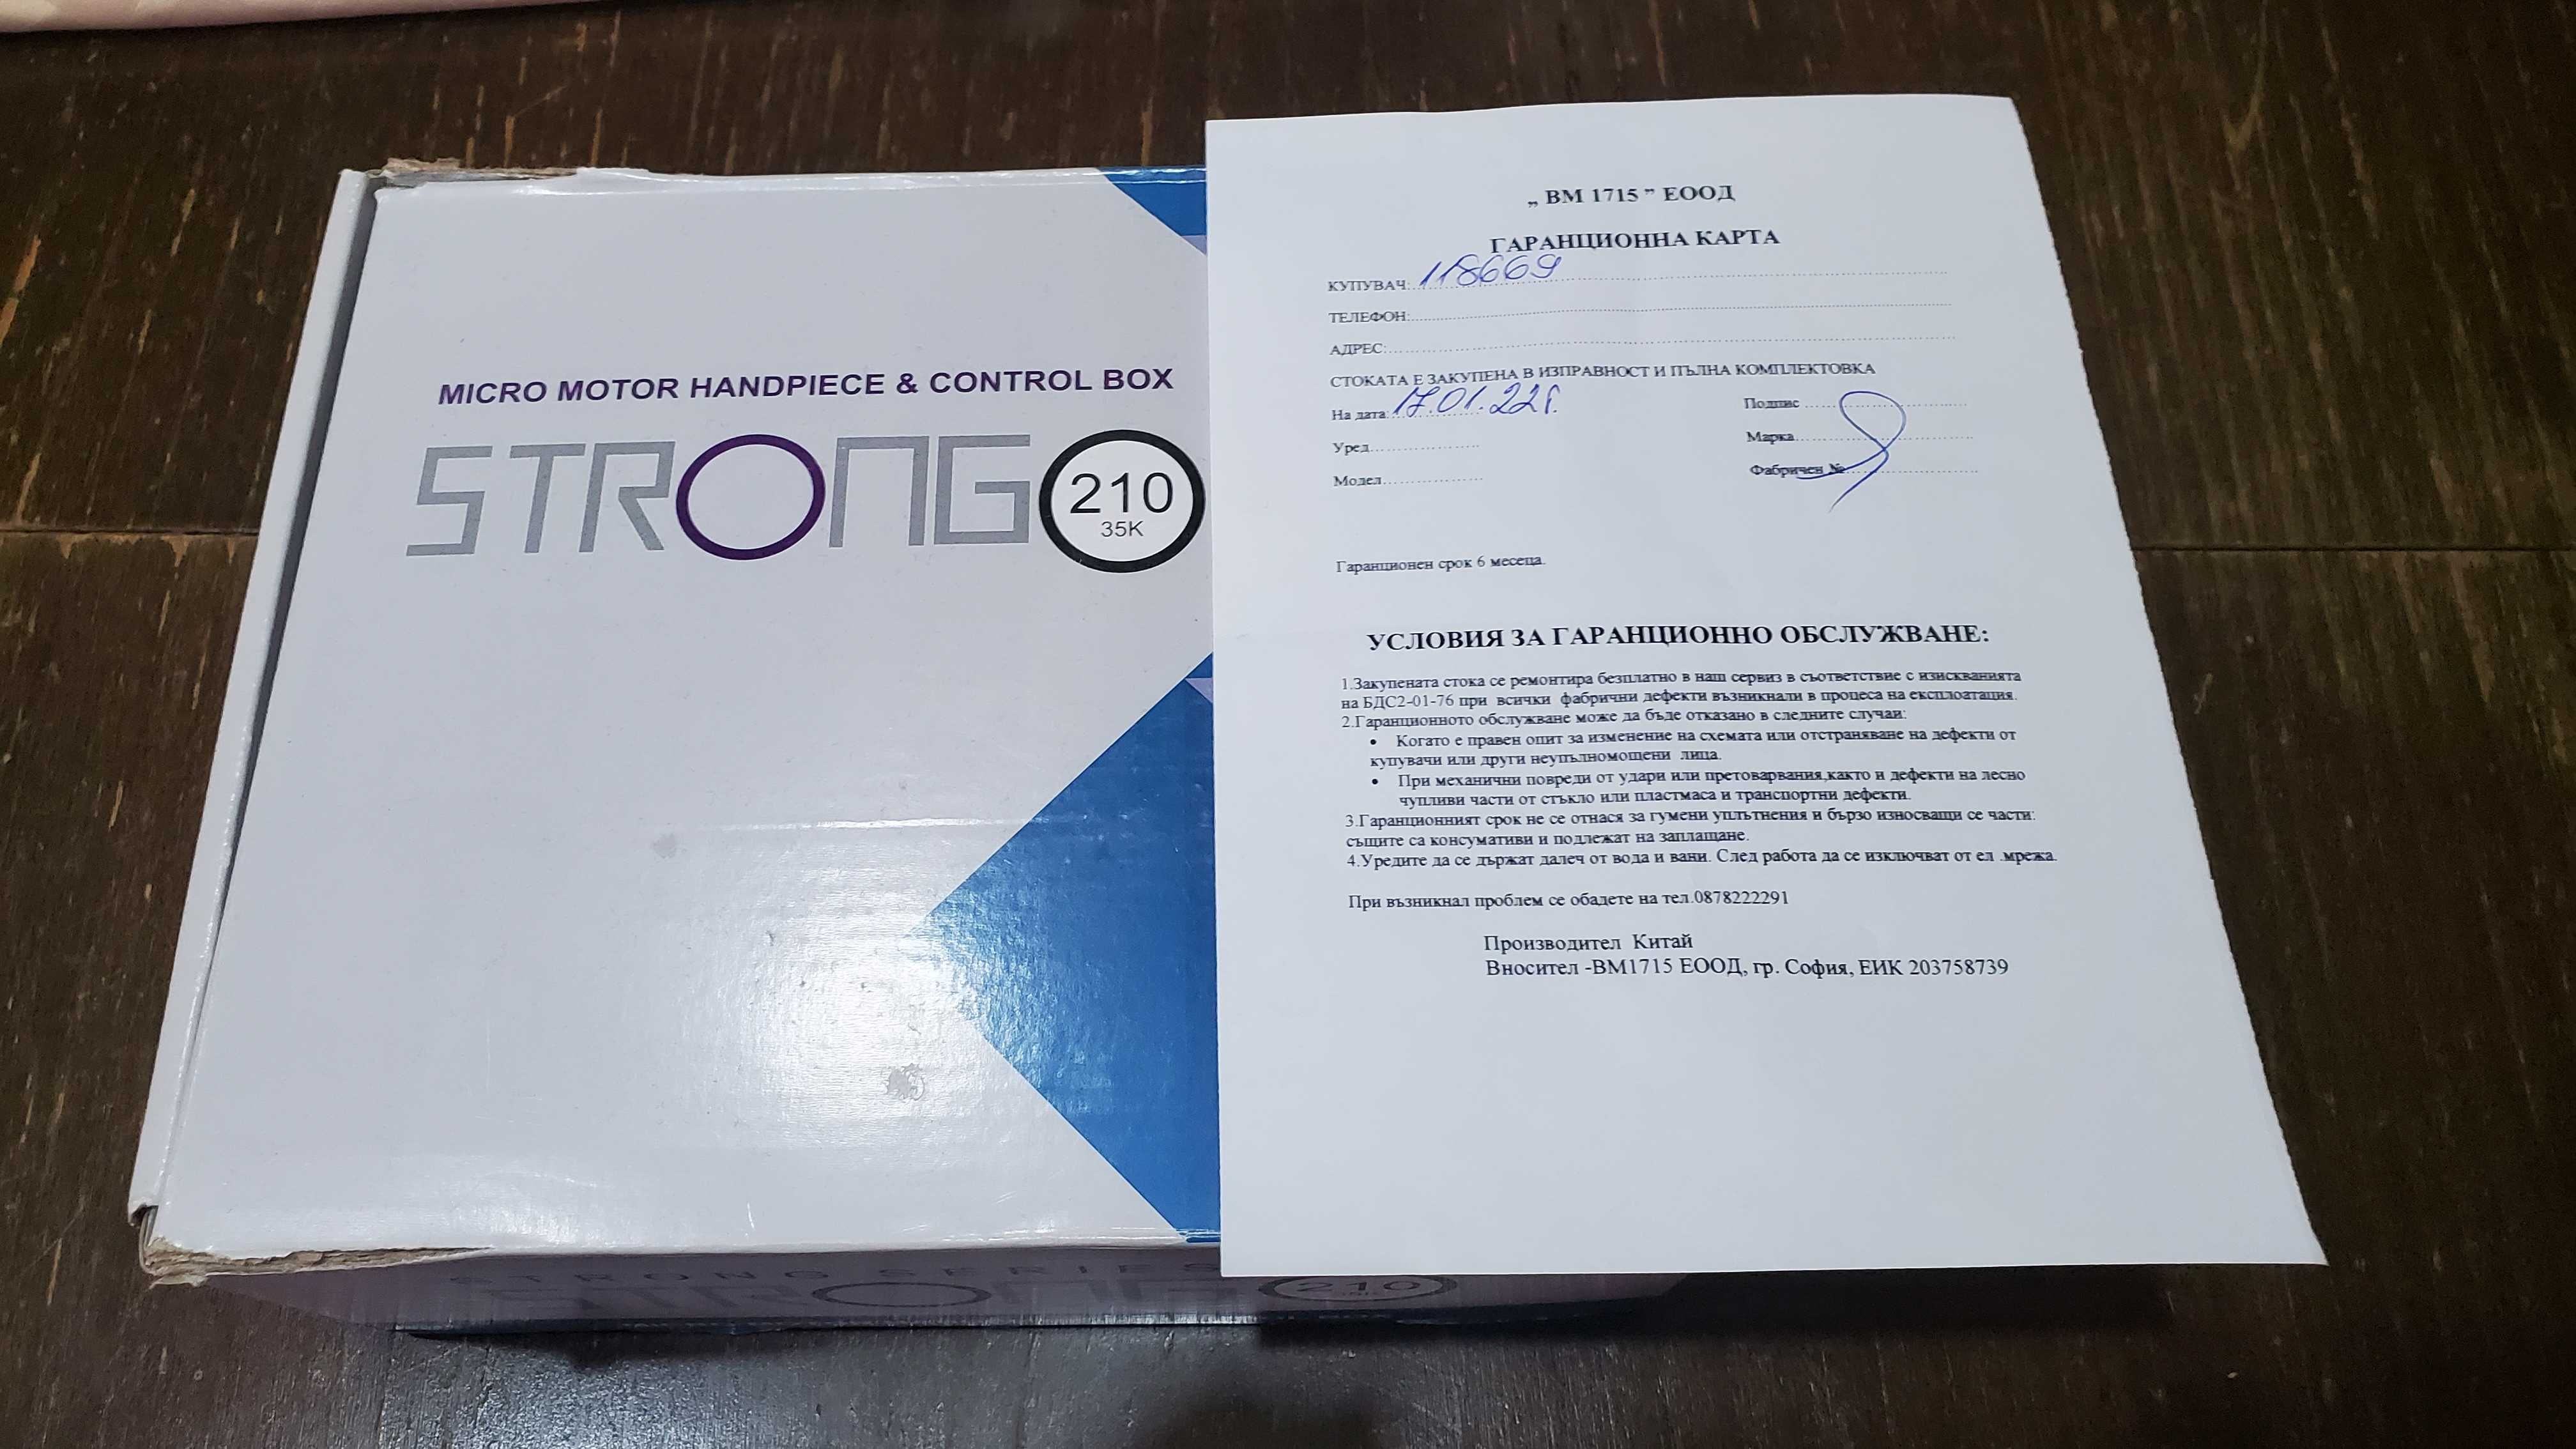 MICRO MOTOR HANDPIECE & CONTROL BOX
STRONG 210
35K
STRONG SERIES
STRONG 210
„ ВМ 1715 ” ЕООД
ГАРАНЦИОННА КАРТА
КУПУВАЧ: 118669
ТЕЛЕФОН:
АДРЕС:
СТОКАТА Е ЗАКУПЕНА В ИЗПРАВНОСТ И ПЪЛНА КОМПЛЕКТОВКА
На дата: 17.01.22г. Подпис
Уред Марка
Модел Фабричен №
Гаранционен срок 6 месеца.
УСЛОВИЯ ЗА ГАРАНЦИОННО ОБСЛУЖВАНЕ:
1.Закупената стока се ремонтира безплатно в наш сервиз в съответствие с изискванията
на БДС2-01-76 при всички фабрични дефекти възникнали в процеса на експлоатация.
2.Гаранционното обслужване може да бъде отказано в следните случаи:
• Когато е правен опит за изменение на схемата или отстраняване на дефекти от
купувачи или други неупълномощени лица.
• При механични повреди от удари или претоварвания,както и дефекти на лесно
чупливи части от стъкло или пластмаса и транспортни дефекти.
3.Гаранционният срок не се отнася за гумени уплътнения и бързо износващи се части:
същите са консумативи и подлежат на заплащане.
4.Уредите да се държат далеч от вода и вани. След работа да се изключват от ел .мрежа.
При възникнал проблем се обадете на тел.0878222291
Производител Китай
Вносител -ВМ1715 ЕООД, гр. София, ЕИК 203758739